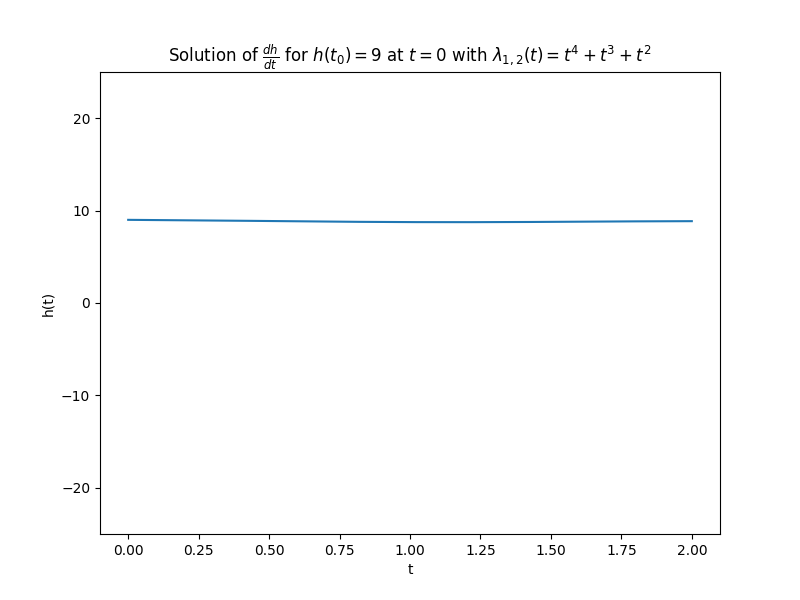 Solution of $\frac{dh}{dt}$ for $h(t_0) = 9$ at $t = 0$ with $\lambda_{1,2}(t) = t^4 + t^3 + t^2$
20
10
0
−10
−20
h(t)
0.00 0.25 0.50 0.75 1.00 1.25 1.50 1.75 2.00
t